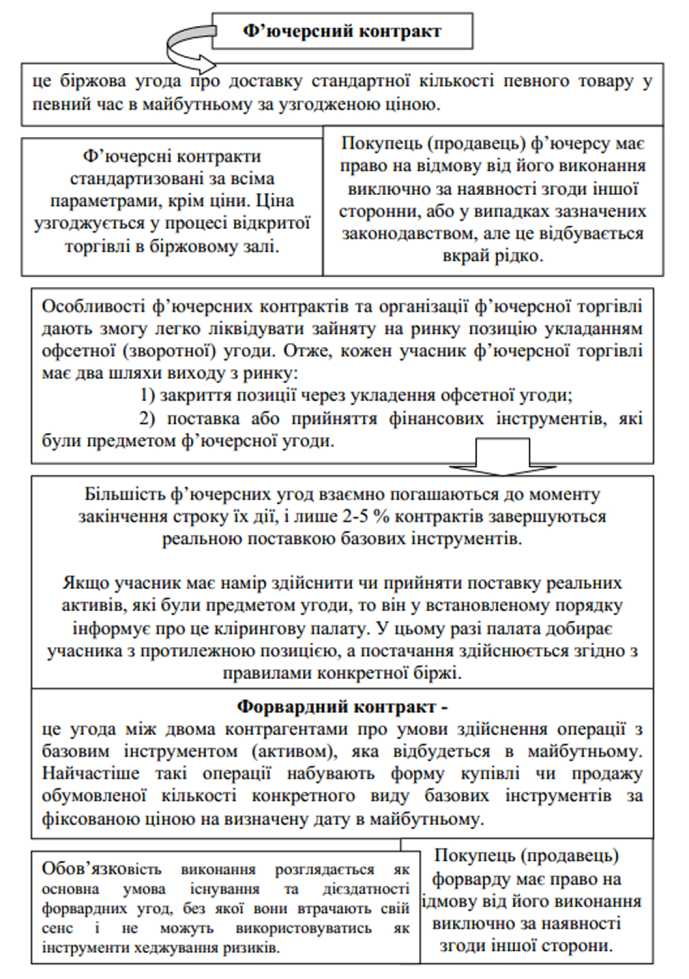 Ф’ючерсний контракт
це біржова угода про доставку стандартної кількості певного товару у
певний час в майбутньому за узгодженою ціною.
Ф’ючерсні контракти
стандартизовані за всіма
параметрами, крім ціни. Ціна
узгоджується у процесі відкритої
торгівлі в біржовому залі.
Покупець (продавець) ф’ючерсу має
право на відмову від його виконання
виключно за наявності згоди іншої
сторонни, або у випадках зазначених
законодавством, але це відбувається
вкрай рідко.
Особливості ф’ючерсних контрактів та організації ф’ючерсної торгівлі
дають змогу легко ліквідувати зайняту на ринку позицію укладанням
офсетної (зворотної) угоди. Отже, кожен учасник ф’ючерсної торгівлі
має два шляхи виходу з ринку:
1) закриття позиції через укладення офсетної угоди;
2) поставка або прийняття фінансових інструментів, які
були предметом ф’ючерсної угоди.
Більшість ф’ючерсних угод взаємно погашаються до моменту
закінчення строку їх дії, і лише 2-5 % контрактів завершуються
реальною поставкою базових інструментів.
Якщо учасник має намір здійснити чи прийняти поставку реальних
активів, які були предметом угоди, то він у встановленому порядку
інформує про це клірингову палату. У цьому разі палата добирає
учасника з протилежною позицією, а постачання здійснюється згідно з
правилами конкретної біржі.
Форвардний контракт -
це угода між двома контрагентами про умови здійснення операції з
базовим інструментом (активом), яка відбудеться в майбутньому.
Найчастіше такі операції набувають форму купівлі чи продажу
обумовленої кількості конкретного виду базових інструментів за
фіксованою ціною на визначену дату в майбутньому.
Обов’язковість виконання розглядається як
основна умова існування та дієздатності
форвардних угод, без якої вони втрачають свій
сенс і не можуть використовуватись як
інструменти хеджування ризиків.
Покупець (продавець)
форварду має право на
ідмову від його виконання
виключно за наявності
згоди іншої сторони.